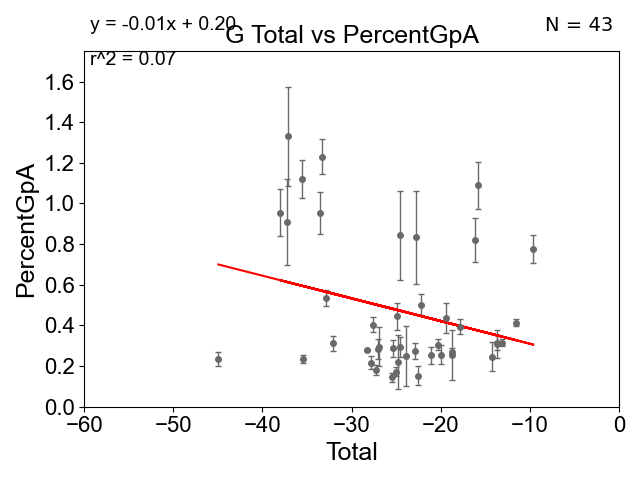 y = -0.01x + 0.20
G Total vs PercentGpA
N = 43
r^2 = 0.07
PercentGpA
1.6
1.4
1.2
1.0
0.8
0.6
0.4
0.2
0.0
−60 −50 −40 −30 −20 −10 0
Total